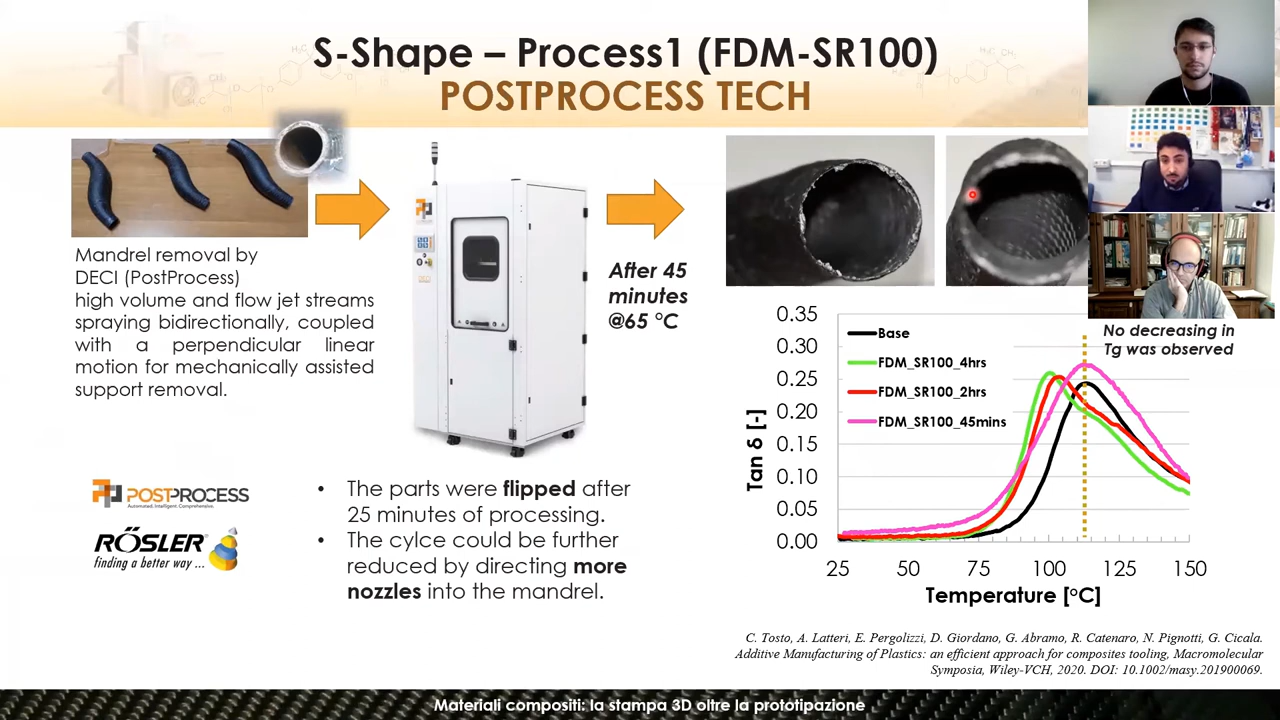 S-Shape – Process1 (FDM-SR100)
POSTPROCESS TECH
Mandrel removal by
DECI (PostProcess)
high volume and flow jet streams
spraying bidirectionally, coupled
with a perpendicular linear
motion for mechanically assisted
support removal.
After 45
minutes
@65 °C
No decreasing in
Tg was observed
0.35
0.30
0.25
0.20
0.15
0.10
0.05
0.00
Tan δ [-]
Base
FDM_SR100_4hrs
FDM_SR100_2hrs
FDM_SR100_45mins
25 50 75 100 125 150
Temperature [°C]
POSTPROCESS
Automated. Intelligent. Comprehensive.
RÖSLER®
finding a better way ...
• The parts were flipped after
25 minutes of processing.
• The cylce could be further
reduced by directing more
nozzles into the mandrel.
C. Tosto, A. Latteri, E. Pergolizzi, D. Giordano, G. Abramo, R. Catenaro, N. Pignotti, G. Cicala.
Additive Manufacturing of Plastics: an efficient approach for composites tooling, Macromolecular
Symposia, Wiley-VCH, 2020. DOI: 10.1002/masy.201900069.
Materiali compositi: la stampa 3D oltre la prototipazione